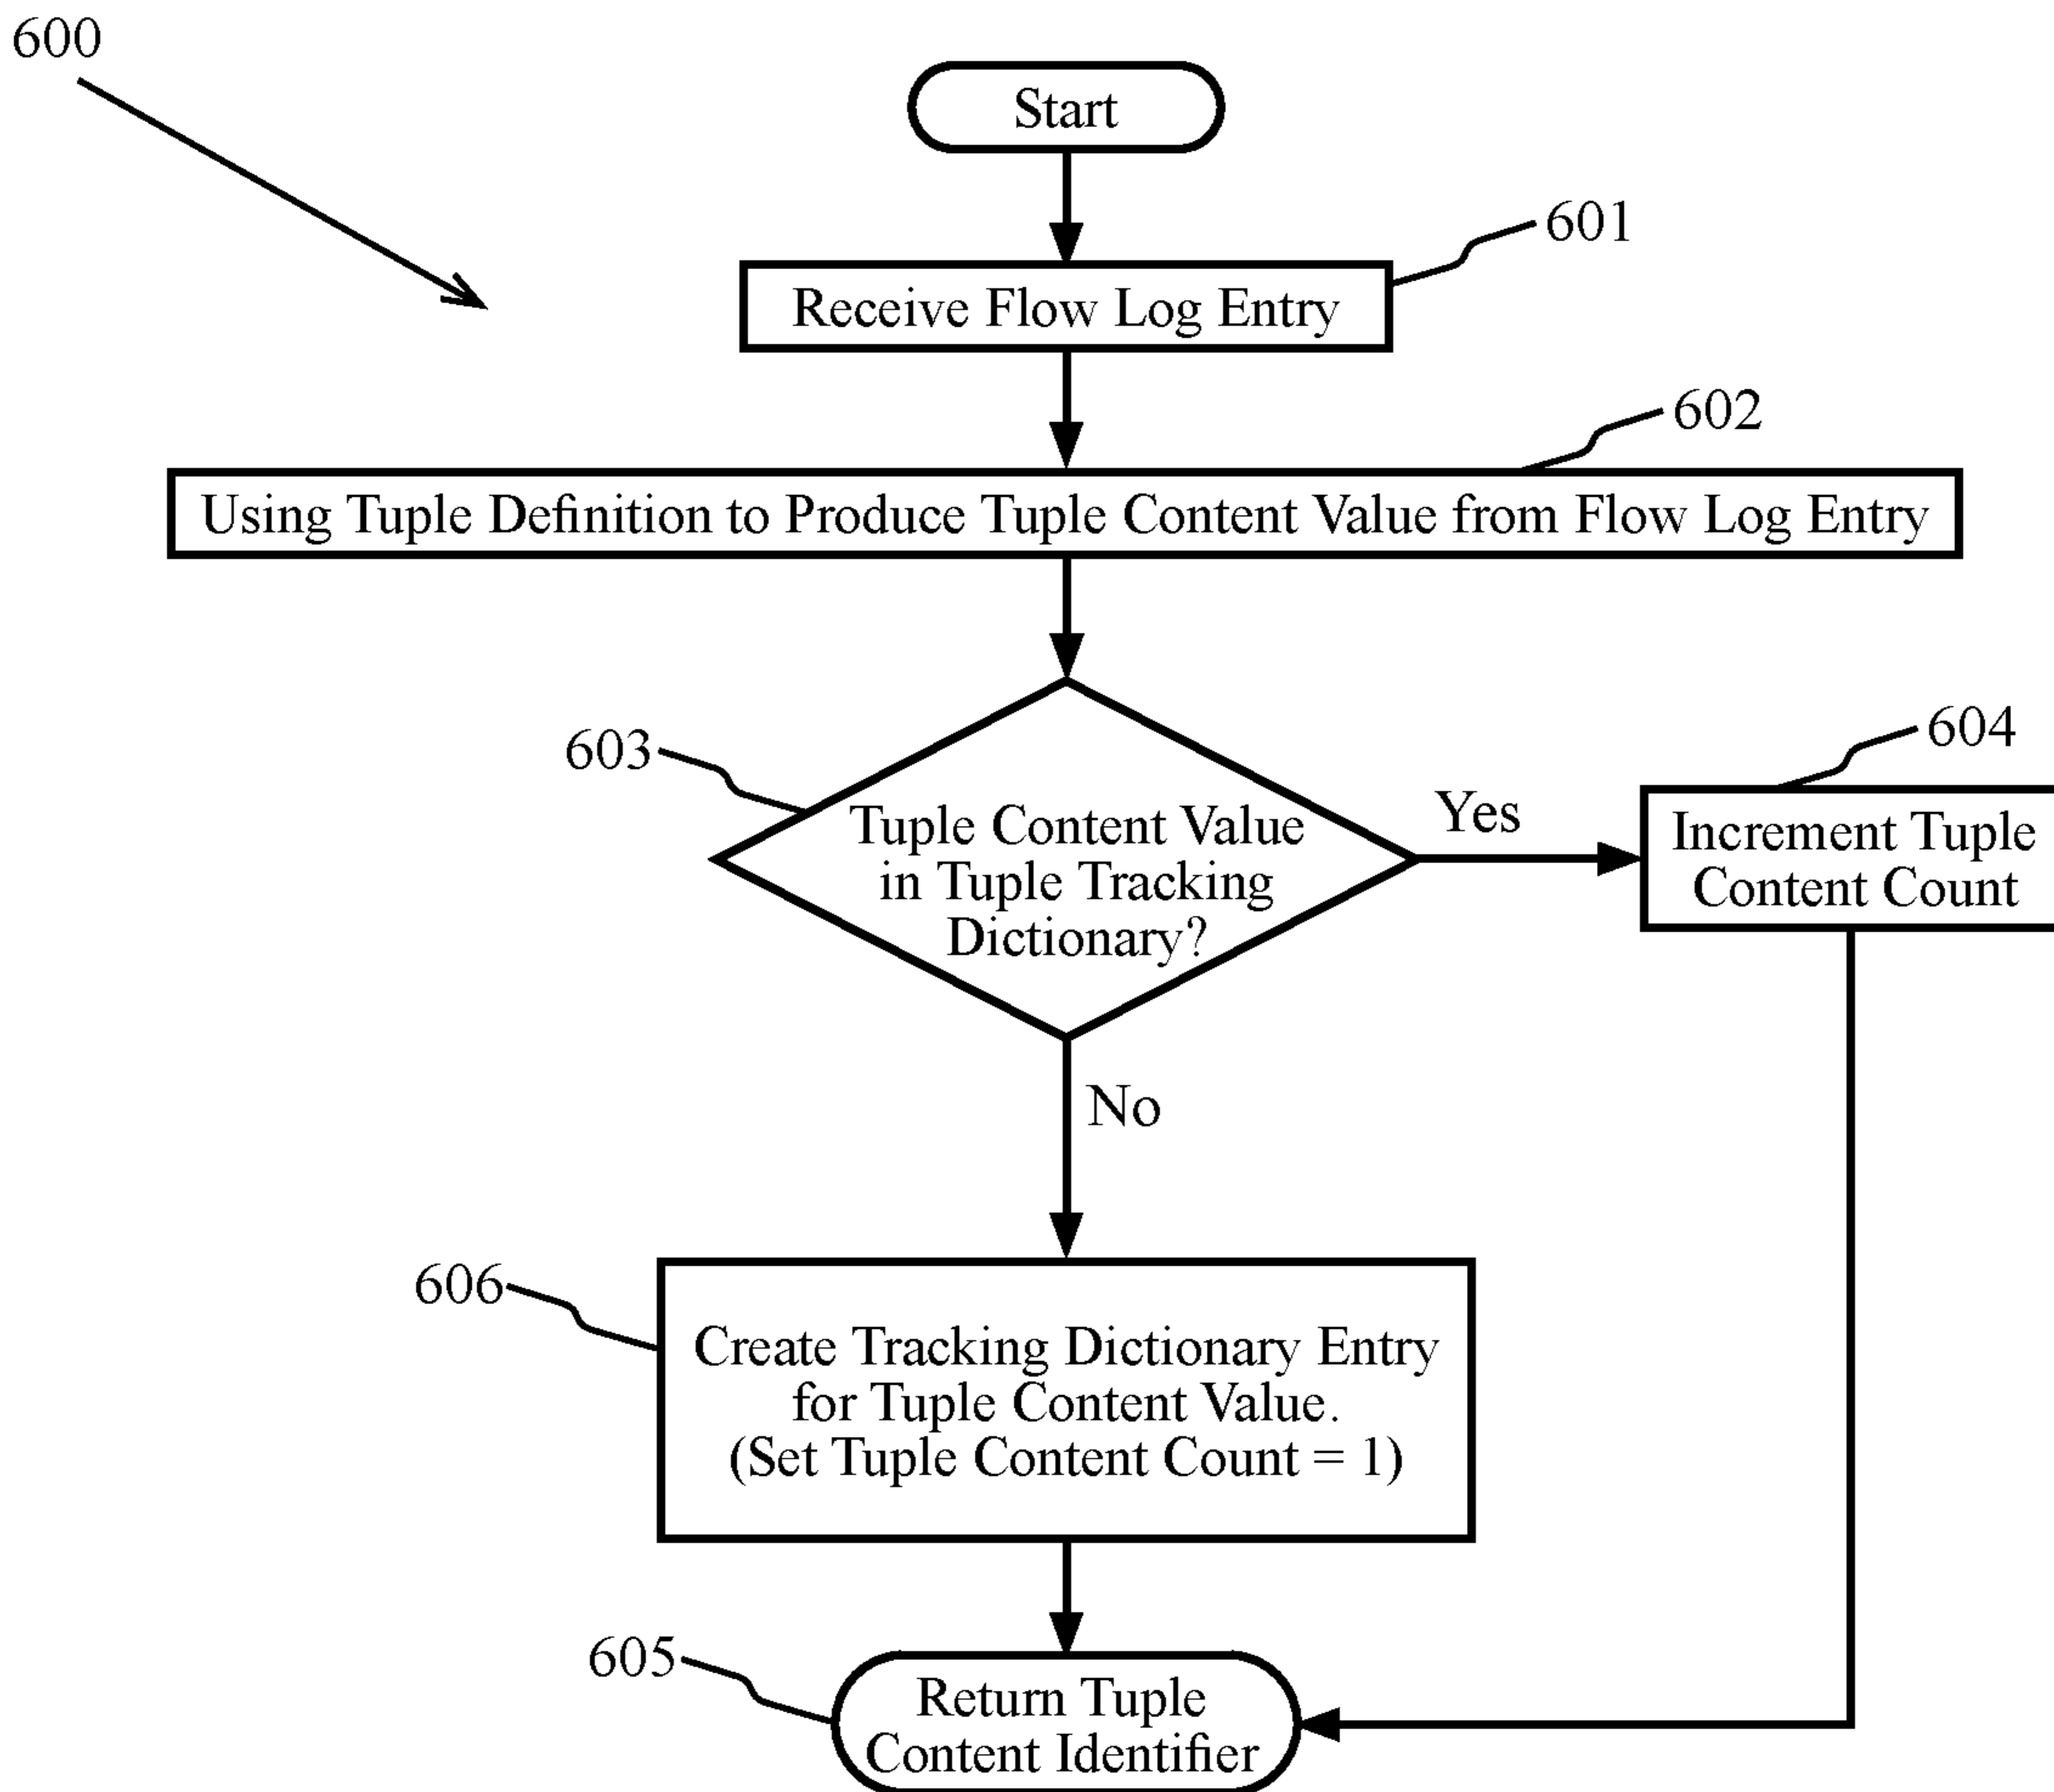 600
Start
601
Receive Flow Log Entry
602
Using Tuple Definition to Produce Tuple Content Value from Flow Log Entry
603
Tuple Content Value
in Tuple Tracking
Dictionary?
Yes
604
Increment Tuple
Content Count
No
606
Create Tracking Dictionary Entry
for Tuple Content Value.
(Set Tuple Content Count = 1)
605
Return Tuple
Content Identifier